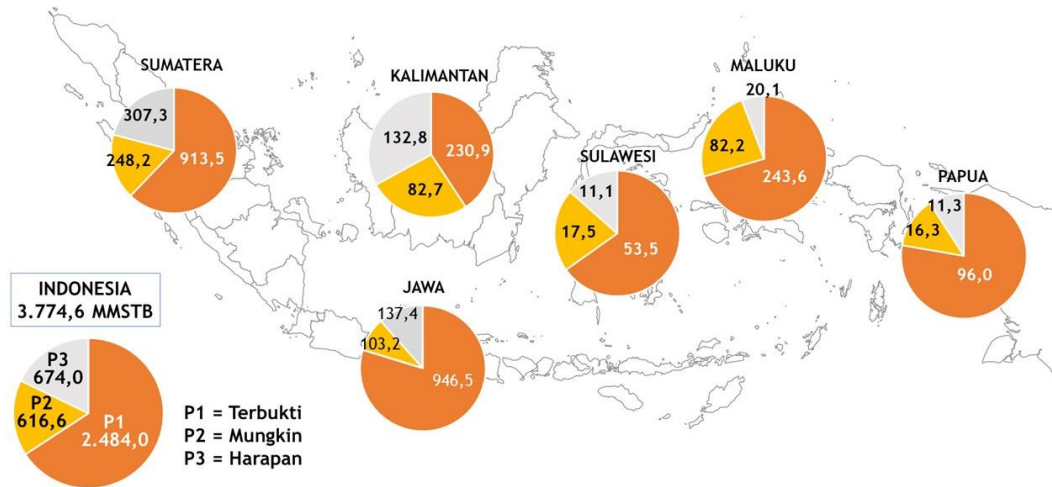 SUMATERA
307,3
248,2
913,5
KALIMANTAN
132,8
230,9
82,7
MALUKU
20,1
82,2
243,6
SULAWESI
11,1
17,5
53,5
PAPUA
11,3
16,3
96,0
JAWA
137,4
103,2
946,5
INDONESIA
3.774,6 MMSTB
P3
674,0
P2
616,6
P1
2.484,0
P1 = Terbukti
P2 = Mungkin
P3 = Harapan